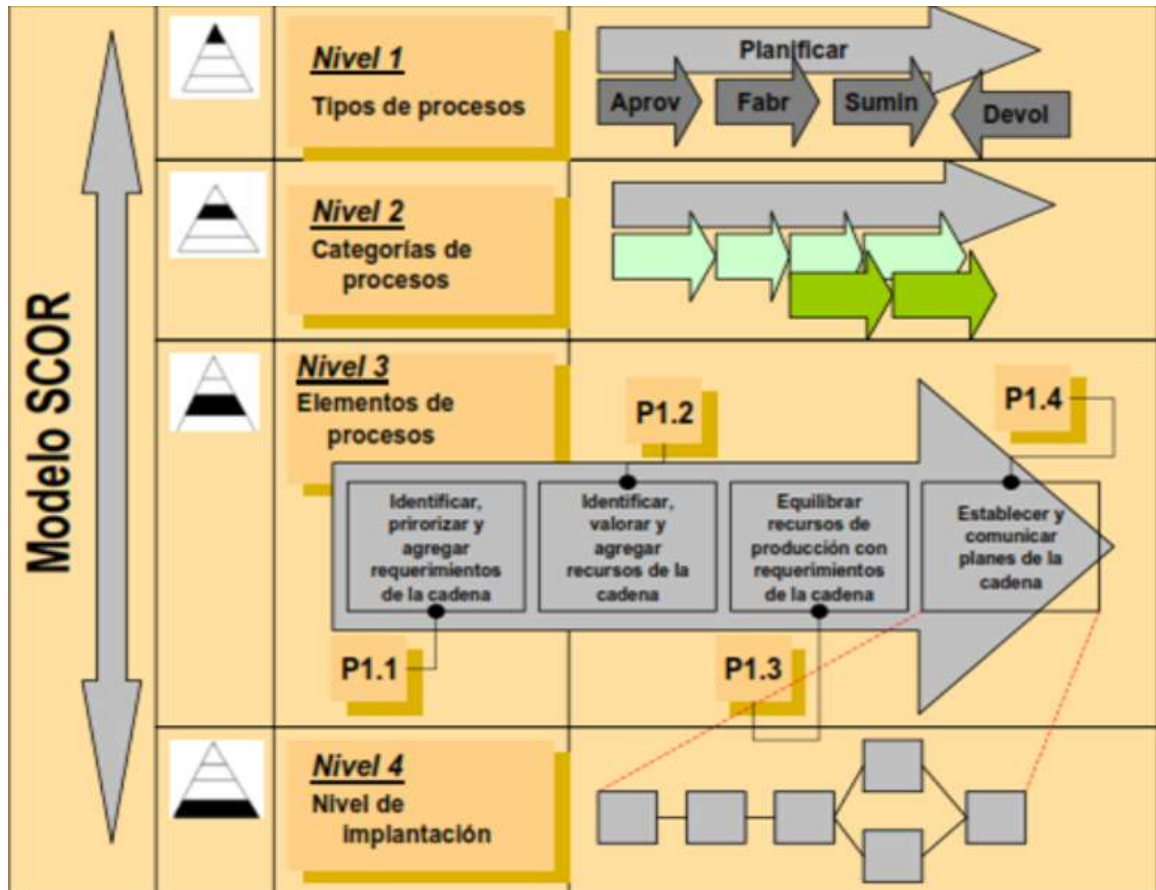 Modelo SCOR
Nivel 1
Tipos de procesos
Planificar
Aprov
Fabr
Sumin
Devol
Nivel 2
Categorías de
procesos
Nivel 3
Elementos de
procesos
P1.2
P1.4
Identificar,
prirorizar y
agregar
requerimientos
de la cadena
Identificar,
valorar y
agregar
recursos de la
cadena
Equilibrar
recursos de
producción con
requerimientos
de la cadena
Establecer y
comunicar
planes de la
cadena
P1.1
P1.3
Nivel 4
Nivel de
implantación